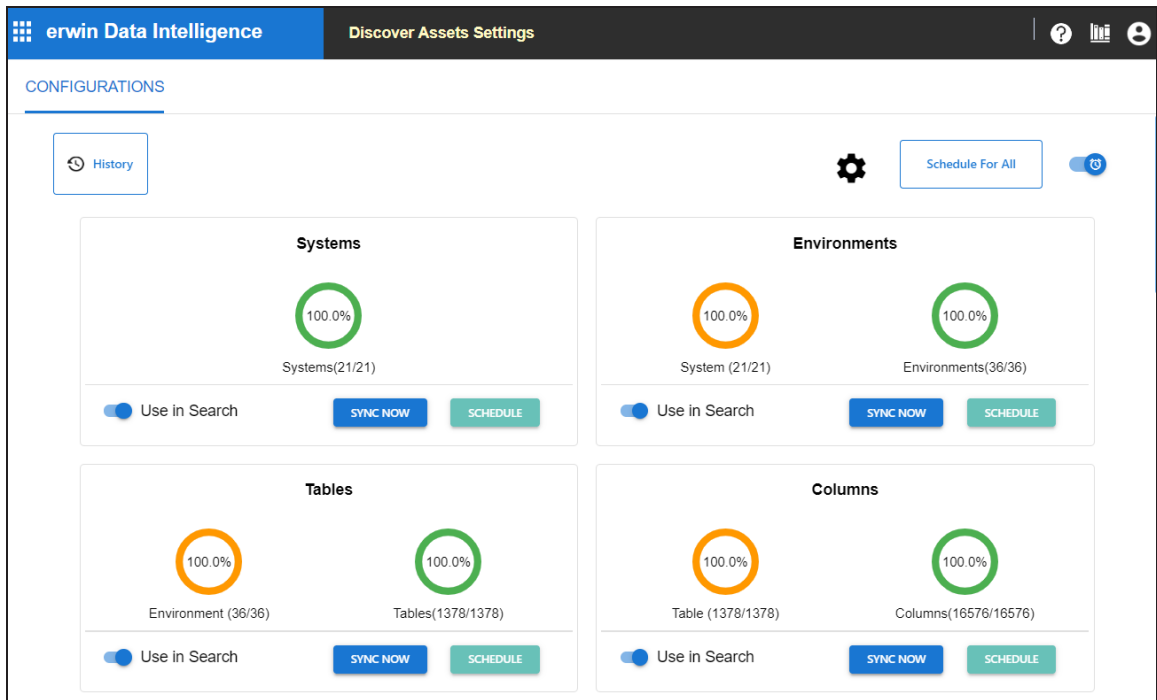 erwin Data Intelligence
Discover Assets Settings
CONFIGURATIONS
History
Schedule For All
Systems
100.0%
Systems(21/21)
Use in Search
SYNC NOW
SCHEDULE
Environments
100.0%
System (21/21)
100.0%
Environments(36/36)
Use in Search
SYNC NOW
SCHEDULE
Tables
100.0%
Environment (36/36)
100.0%
Tables(1378/1378)
Use in Search
SYNC NOW
SCHEDULE
Columns
100.0%
Table (1378/1378)
100.0%
Columns(16576/16576)
Use in Search
SYNC NOW
SCHEDULE